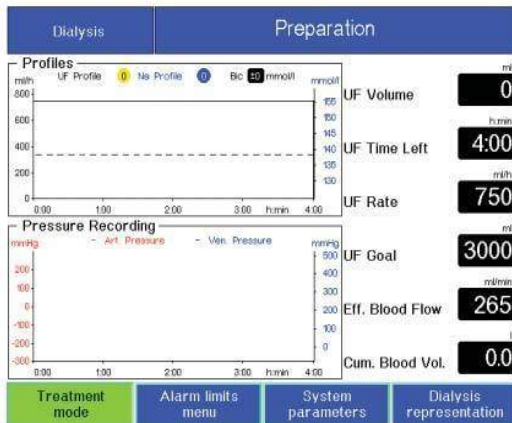 Dialysis
Preparation
Profiles
ml/h UF Profile 0 Na Profile 0 Bic ±0 mmol/l mmol/l
800
600
400
200
0
155
150
145
140
135
130
0:00 1:00 2:00 3:00 h:min 4:00
Pressure Recording
mmHg - Art. Pressure - Ven. Pressure mmHg
200
100
0
-100
-200
-300
500
400
300
200
100
0
0:00 1:00 2:00 3:00 h:min 4:00
ml
UF Volume 0
h:min
UF Time Left 4:00
ml/h
UF Rate 750
ml
UF Goal 3000
ml/min
Eff. Blood Flow 265
l
Cum. Blood Vol. 0.0
Treatment mode
Alarm limits menu
System parameters
Dialysis representation